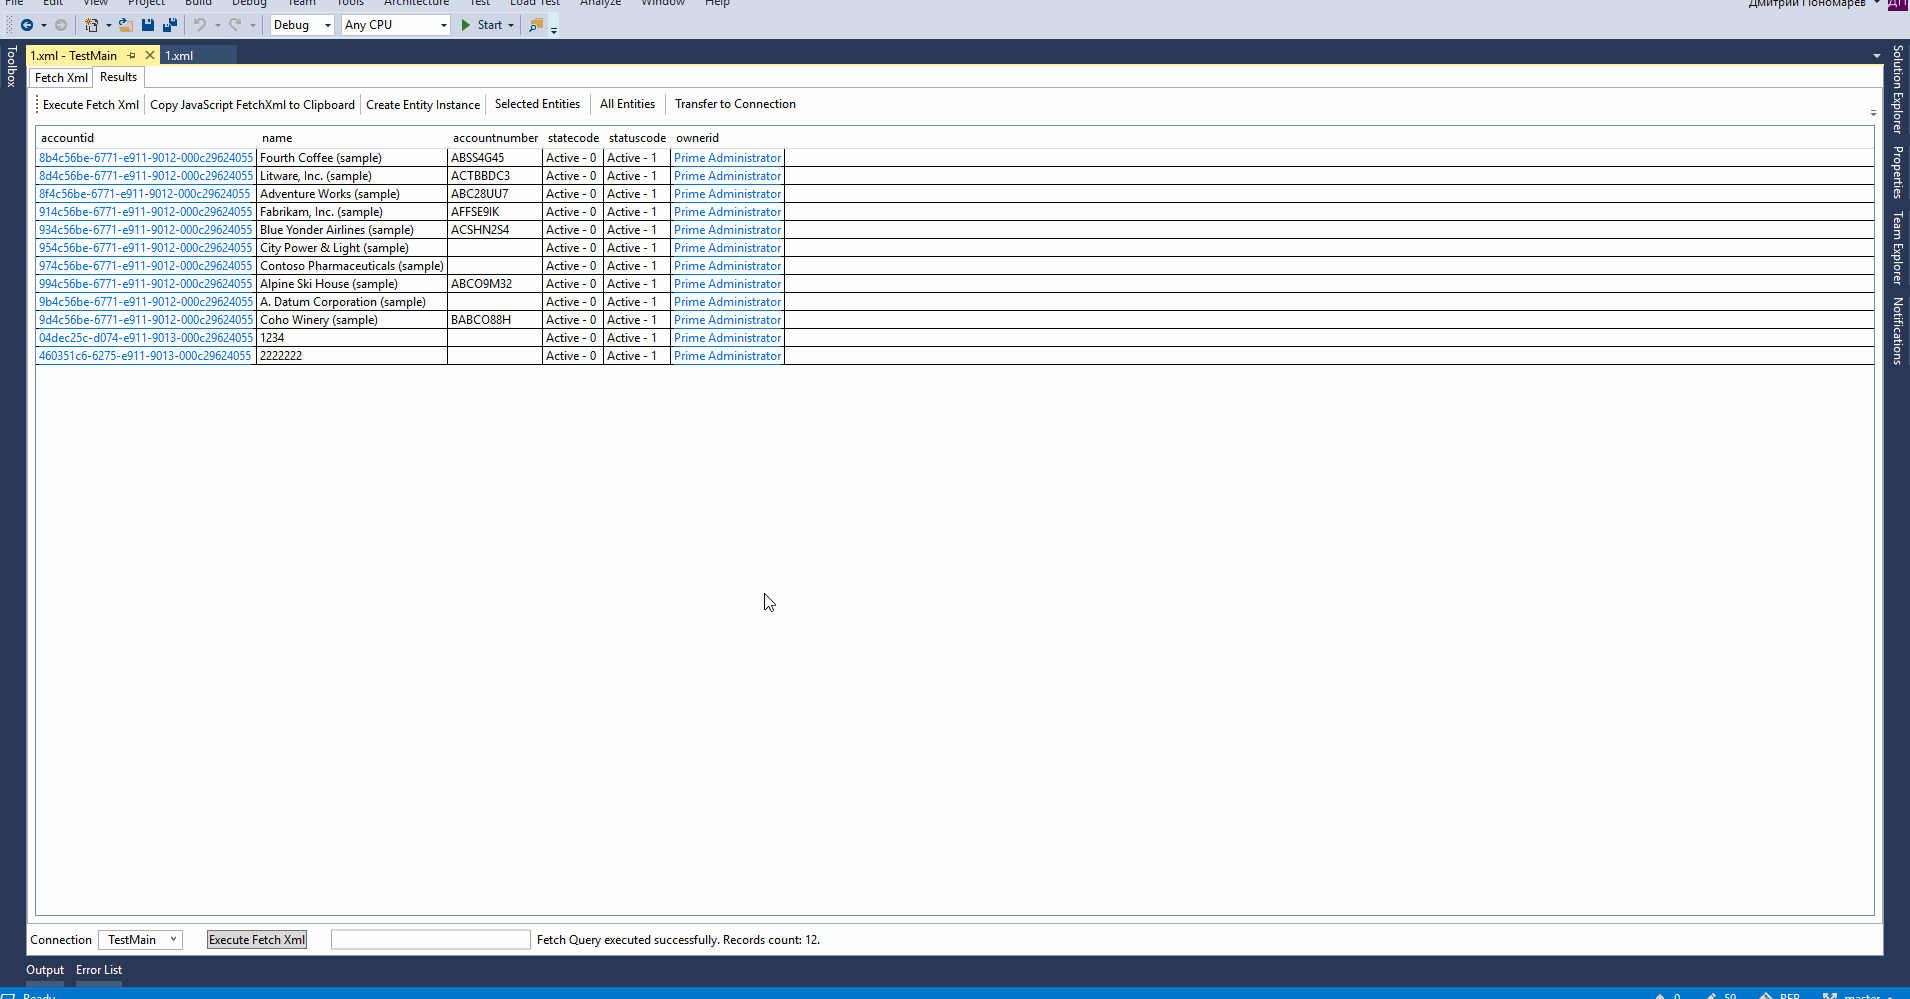 File Edit View Project Build Debug Team Tools Architecture Test Load Test Analyze Window Help Дмитрий Пономарев ДП
Debug Any CPU Start
Toolbox
1.xml - TestMain 1.xml
Fetch Xml Results
Execute Fetch Xml Copy JavaScript FetchXml to Clipboard Create Entity Instance Selected Entities All Entities Transfer to Connection
accountid name accountnumber statecode statuscode ownerid
8b4c56be-6771-e911-9012-000c29624055 Fourth Coffee (sample) ABSS4G45 Active - 0 Active - 1 Prime Administrator
8d4c56be-6771-e911-9012-000c29624055 Litware, Inc. (sample) ACTBBDC3 Active - 0 Active - 1 Prime Administrator
8f4c56be-6771-e911-9012-000c29624055 Adventure Works (sample) ABC28UU7 Active - 0 Active - 1 Prime Administrator
914c56be-6771-e911-9012-000c29624055 Fabrikam, Inc. (sample) AFFSE9IK Active - 0 Active - 1 Prime Administrator
934c56be-6771-e911-9012-000c29624055 Blue Yonder Airlines (sample) ACSHN2S4 Active - 0 Active - 1 Prime Administrator
954c56be-6771-e911-9012-000c29624055 City Power & Light (sample) Active - 0 Active - 1 Prime Administrator
974c56be-6771-e911-9012-000c29624055 Contoso Pharmaceuticals (sample) Active - 0 Active - 1 Prime Administrator
994c56be-6771-e911-9012-000c29624055 Alpine Ski House (sample) ABCO9M32 Active - 0 Active - 1 Prime Administrator
9b4c56be-6771-e911-9012-000c29624055 A. Datum Corporation (sample) Active - 0 Active - 1 Prime Administrator
9d4c56be-6771-e911-9012-000c29624055 Coho Winery (sample) BABCO88H Active - 0 Active - 1 Prime Administrator
04dec25c-d074-e911-9013-000c29624055 1234 Active - 0 Active - 1 Prime Administrator
460351c6-6275-e911-9013-000c29624055 2222222 Active - 0 Active - 1 Prime Administrator
Solution Explorer
Properties
Team Explorer
Notifications
Connection TestMain Execute Fetch Xml Fetch Query executed successfully. Records count: 12.
Output Error List
Ready 0 59 master